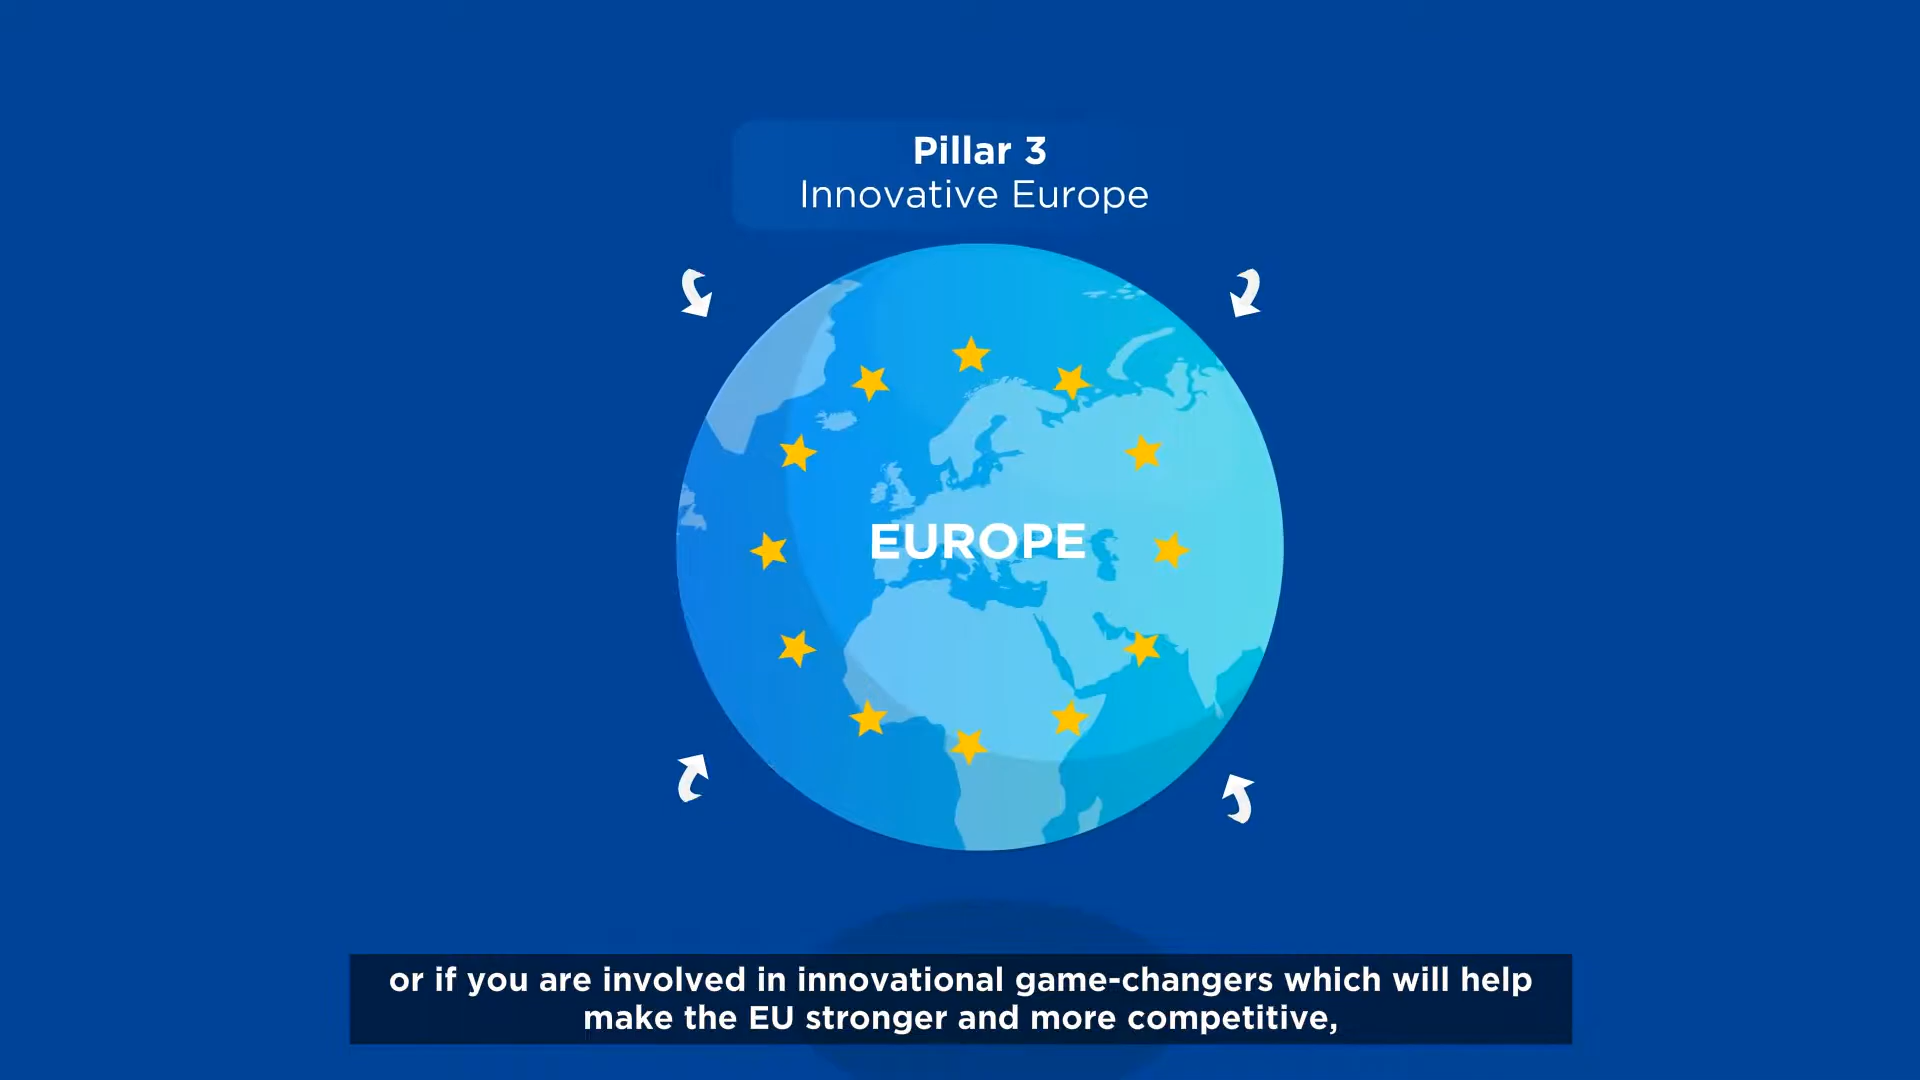 Pillar 3
Innovative Europe
EUROPE
or if you are involved in innovational game-changers which will help
make the EU stronger and more competitive,